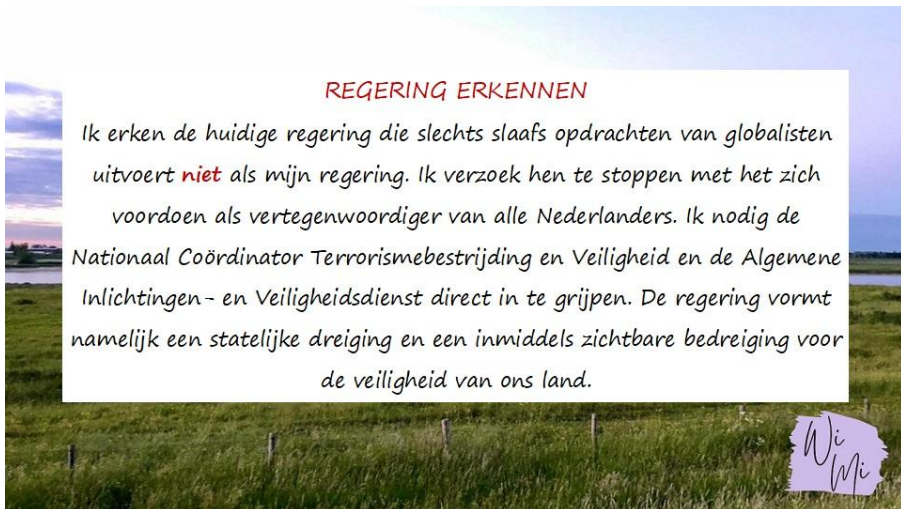 REGERING ERKENNEN
Ik erken de huidige regering die slechts slaafs opdrachten van globalisten
uitvoert niet als mijn regering. Ik verzoek hen te stoppen met het zich
voordoen als vertegenwoordiger van alle Nederlanders. Ik nodig de
Nationaal Coördinator Terrorismebestrijding en Veiligheid en de Algemene
Inlichtingen- en Veiligheidsdienst direct in te grijpen. De regering vormt
namelijk een statelijke dreiging en een inmiddels zichtbare bedreiging voor
de veiligheid van ons land.
Wi
Mi